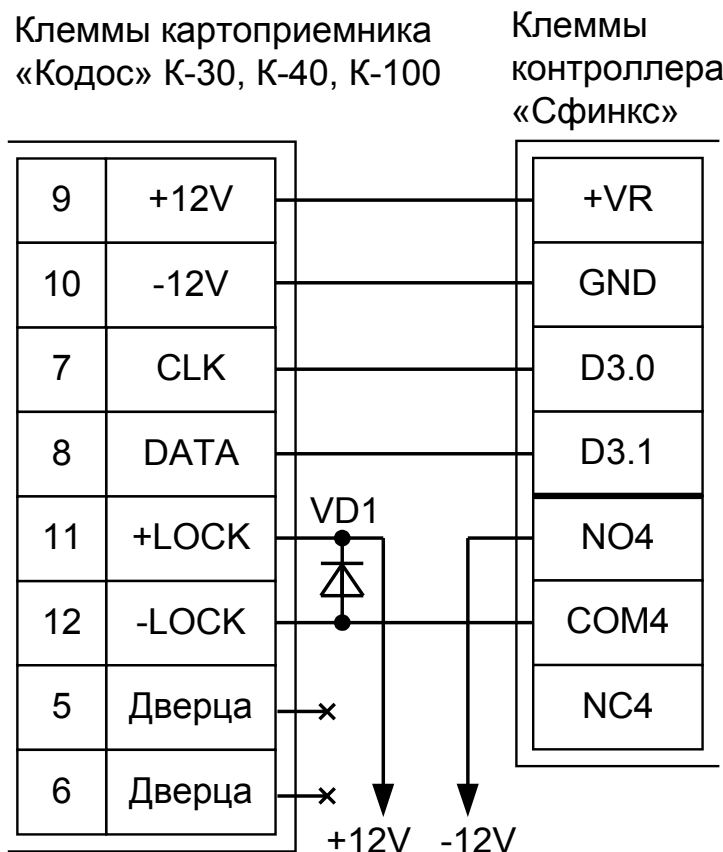 Клеммы картоприемника
«Кодос» К-30, К-40, К-100
Клеммы
контроллера
«Сфинкс»
9 +12V +VR
10 -12V GND
7 CLK D3.0
8 DATA D3.1
VD1
11 +LOCK NO4
12 -LOCK COM4
5 Дверца NC4
6 Дверца
+12V -12V